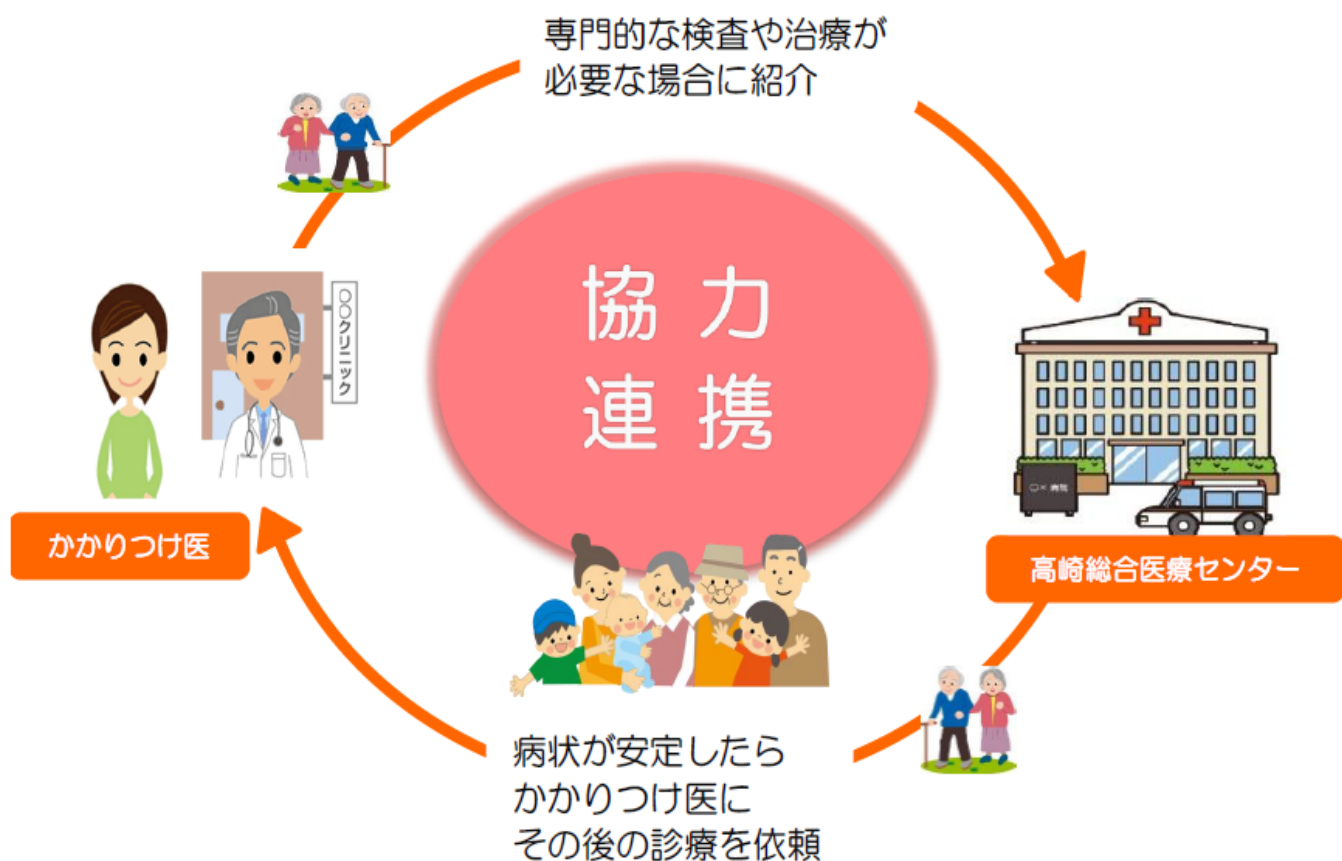 専門的な検査や治療が
必要な場合に紹介
協力
連携
〇〇クリニック
かかりつけ医
〇×病院
高崎総合医療センター
病状が安定したら
かかりつけ医に
その後の診療を依頼